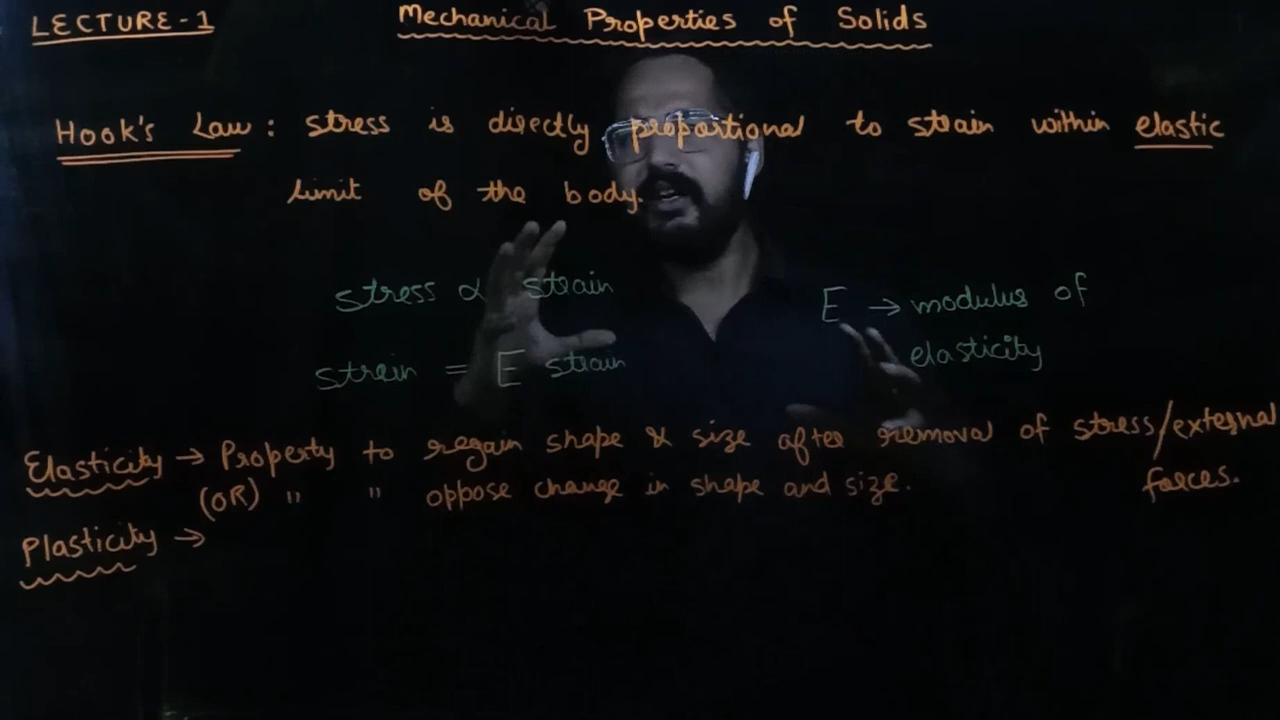 LECTURE-1
Mechanical Properties of Solids
Hook's Law: stress is directly proportional to strain within elastic
limit of the body.
stress ∝ strain
E → modulus of
elasticity
strain = E strain
Elasticity → Property to regain shape & size after removal of stress/external
forces.
(OR) " " oppose change in shape and size.
Plasticity →